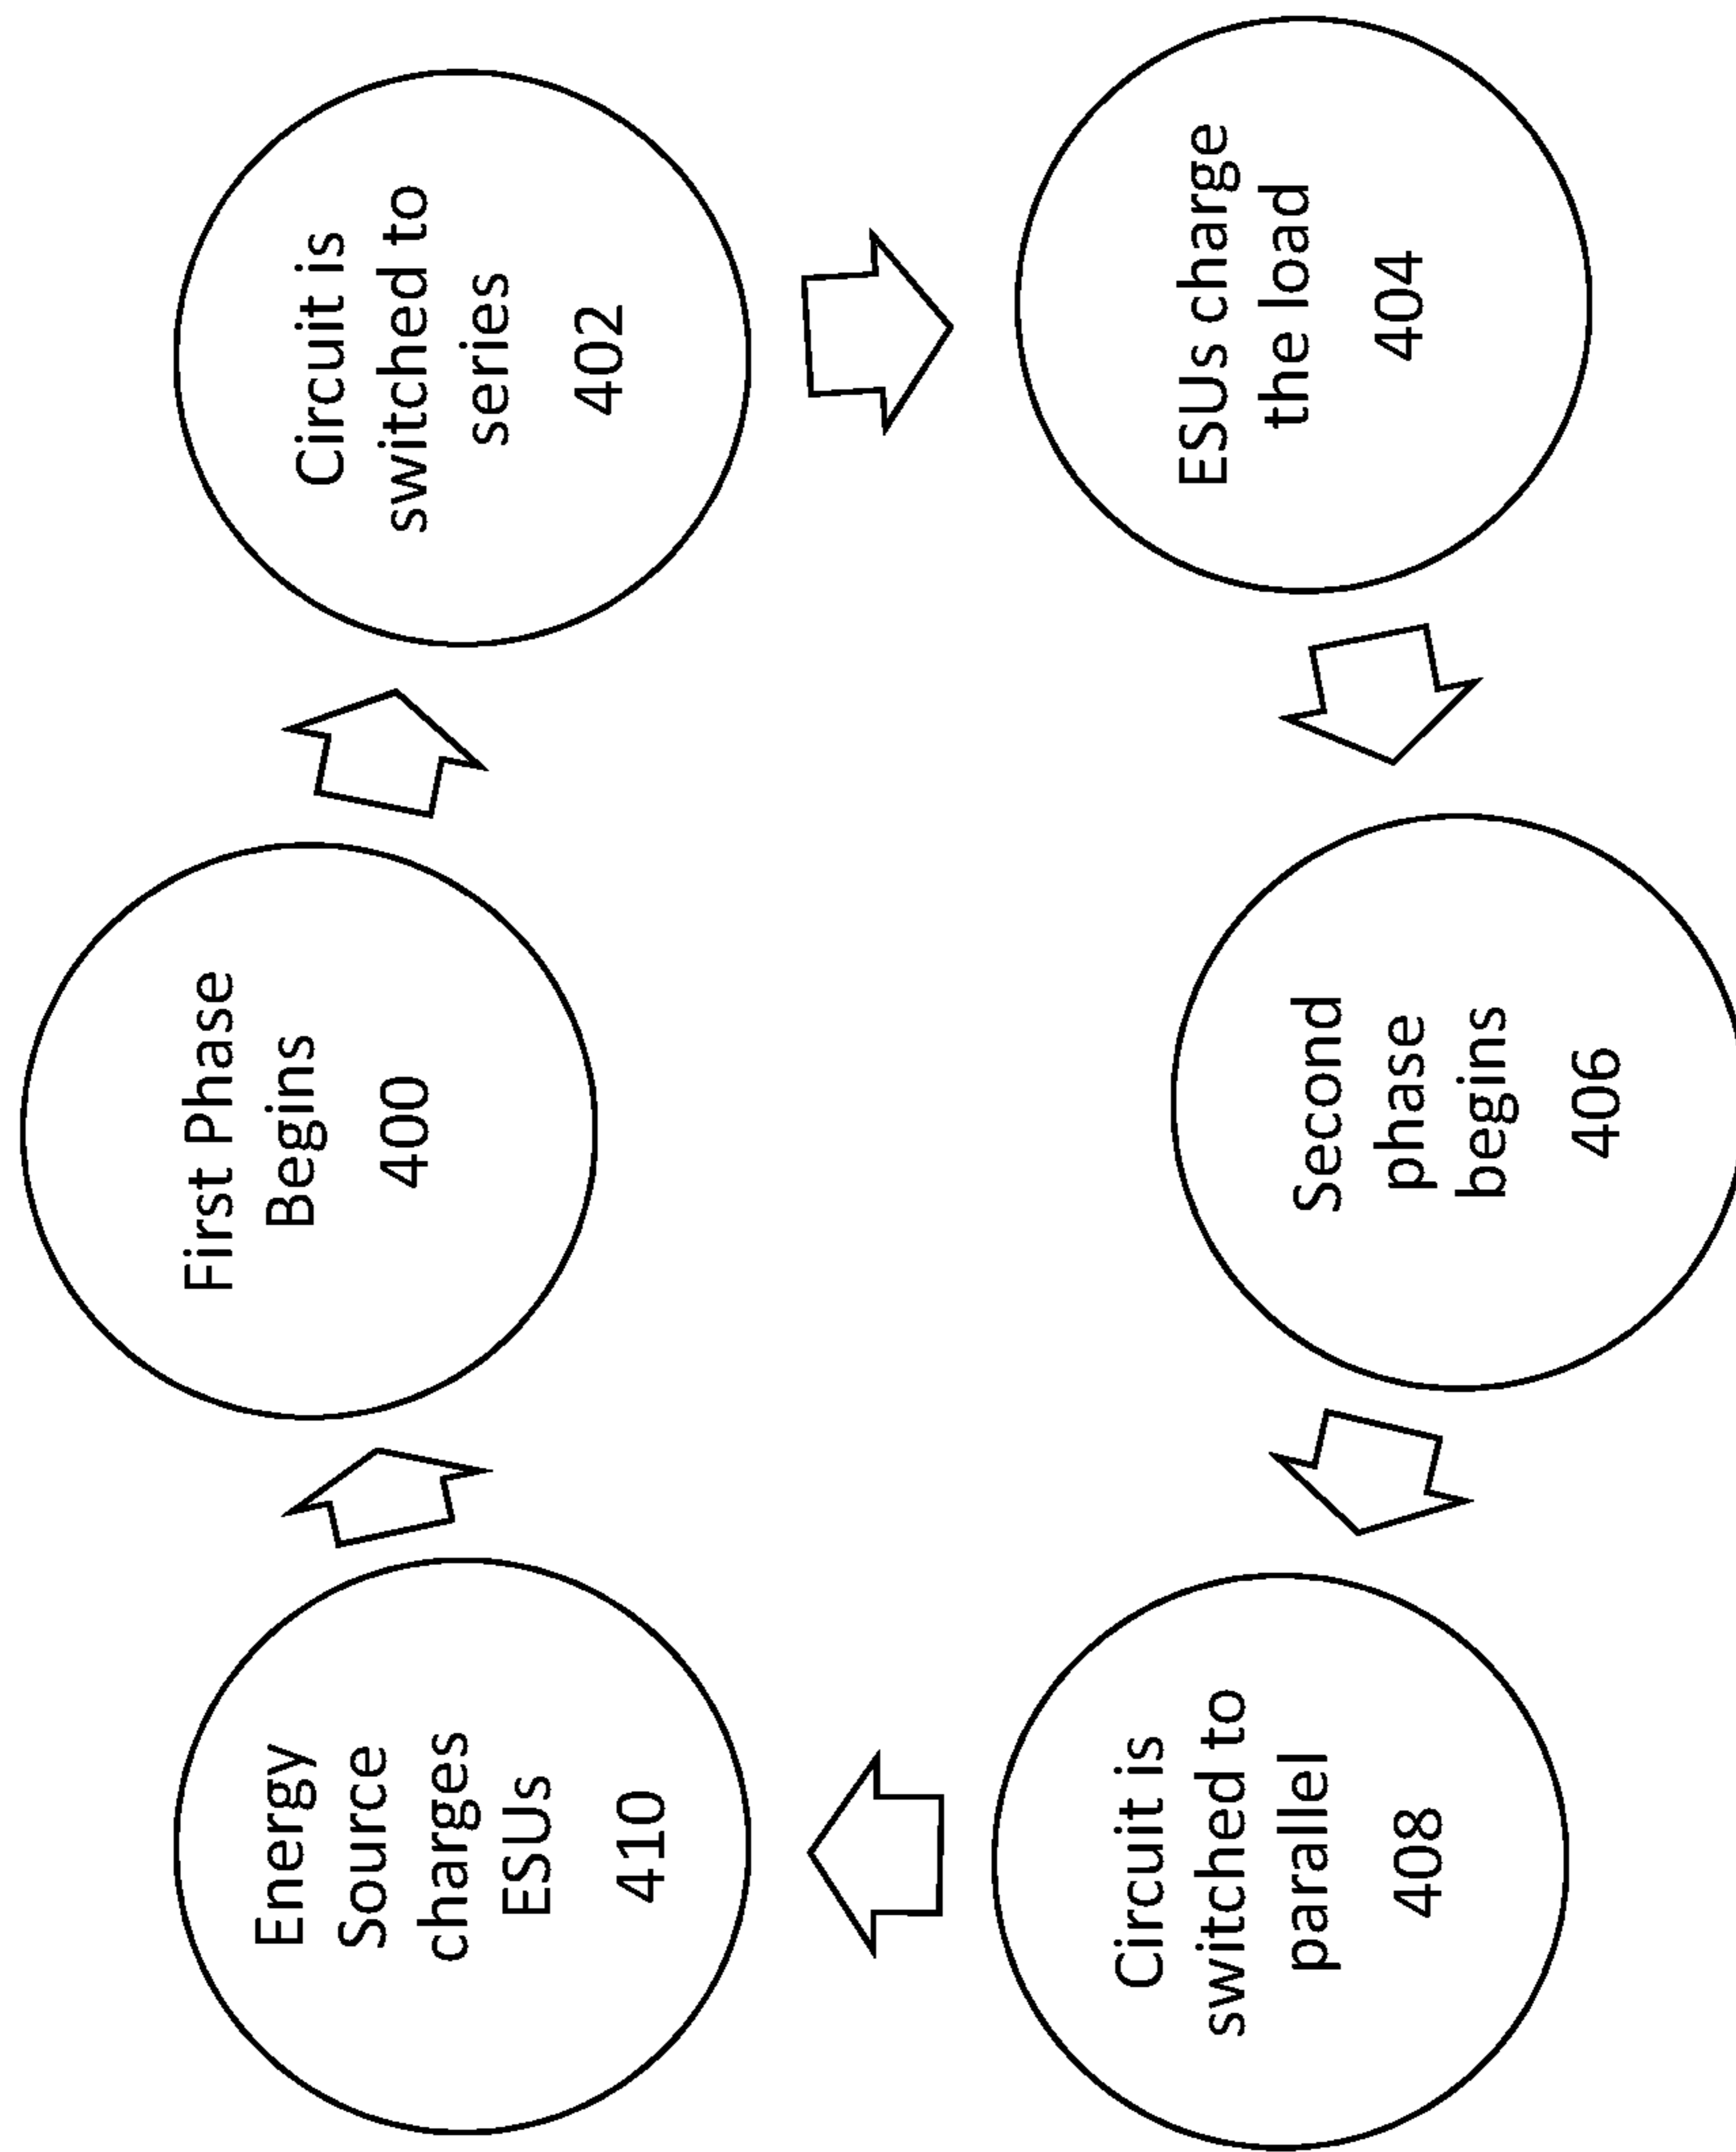 First Phase
Begins
400
Circuit is
switched to
series
402
ESUs charge
the load
404
Second
phase
begins
406
Circuit is
switched to
parallel
408
Energy
Source
charges
ESUs
410